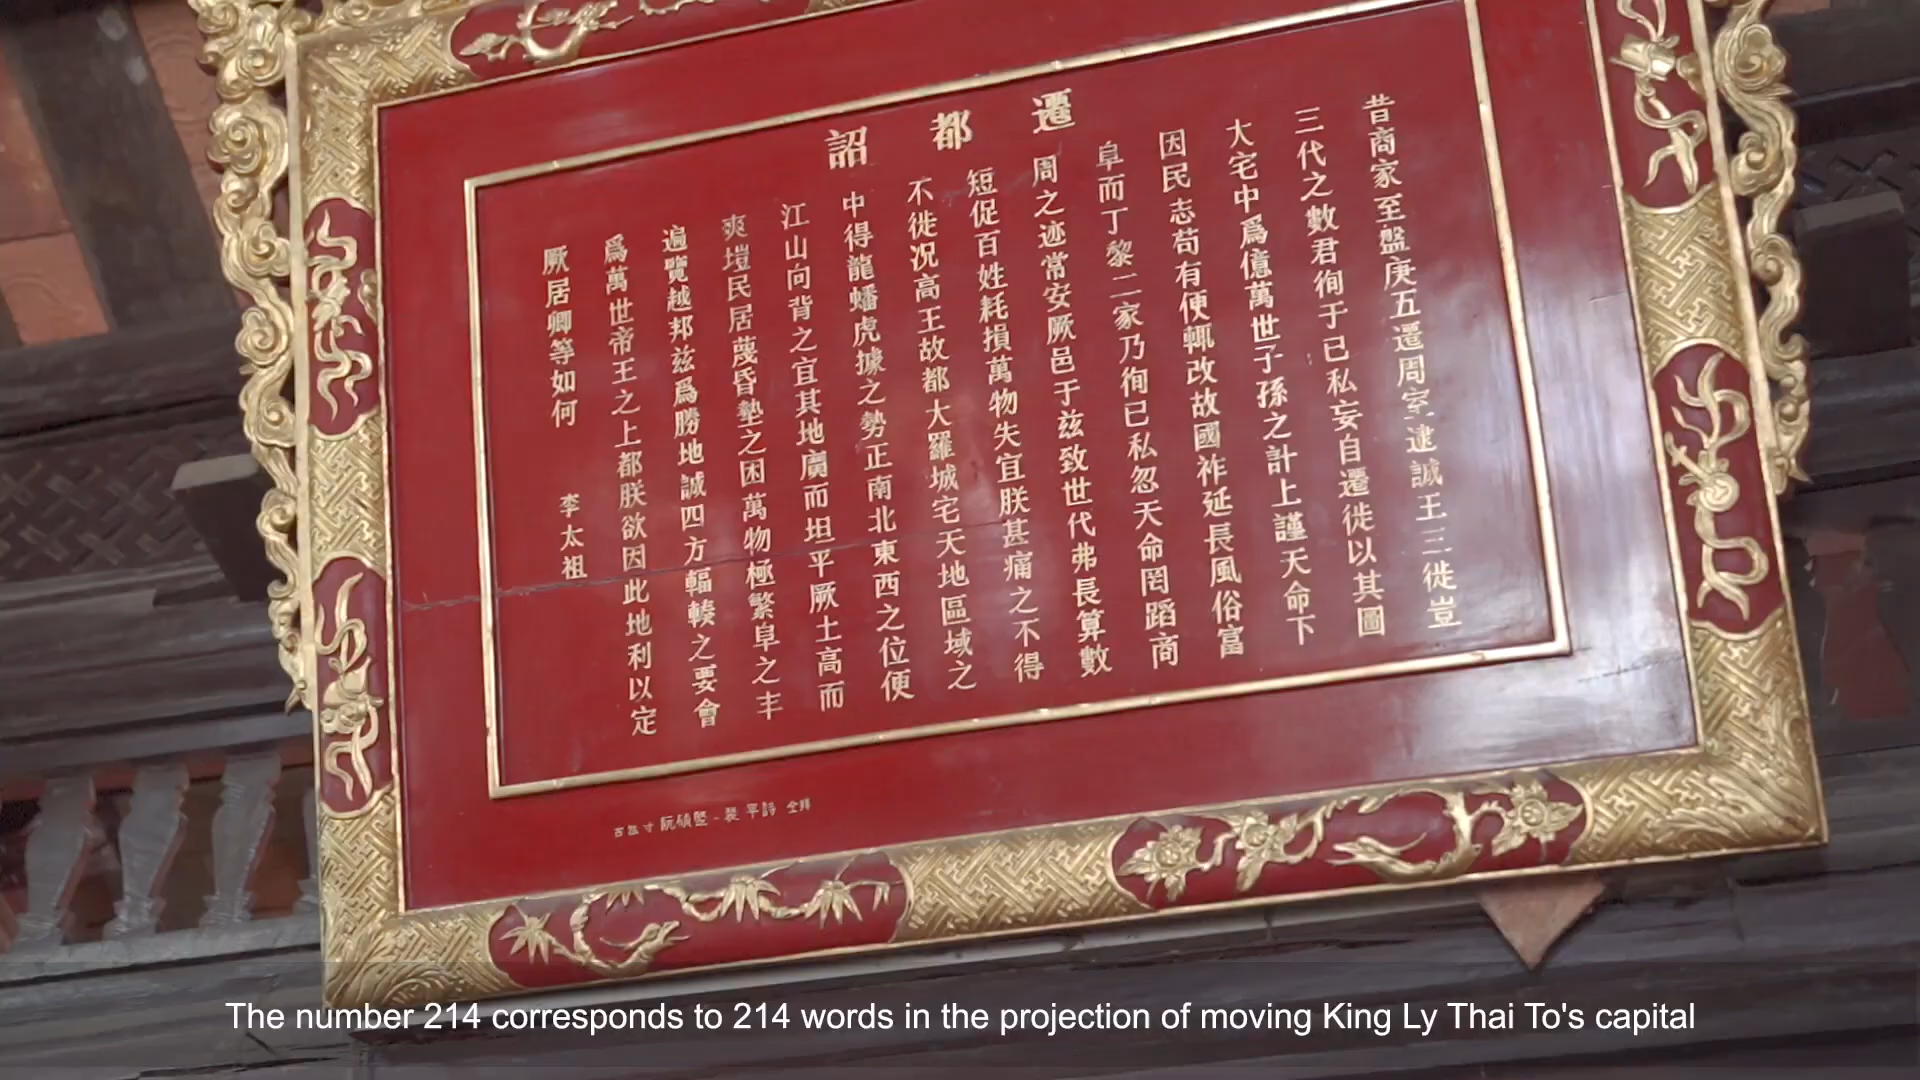 遷都詔
昔商家至盤庚五遷周室逮誠王三徙豈
三代之數君徇于已私妄自遷徙以其圖
大宅中爲億萬世子孫之計上謹天命下
因民志苟有便輒改故國祚延長風俗富
阜而丁黎二家乃徇已私忽天命罔蹈商
周之迹常安厥邑于兹致世代弗長算數
短促百姓耗損萬物失宜朕甚痛之不得
不徙况高王故都大羅城宅天地區域之
中得龍蟠虎據之勢正南北東西之位便
江山向背之宜其地廣而坦平厥土高而
爽塏民居蔑昏墊之困萬物極繁阜之丰
遍覽越邦兹爲勝地誠四方輻輳之要會
爲萬世帝王之上都朕欲因此地利以定
厥居卿等如何
李太祖
The number 214 corresponds to 214 words in the projection of moving King Ly Thai To's capital